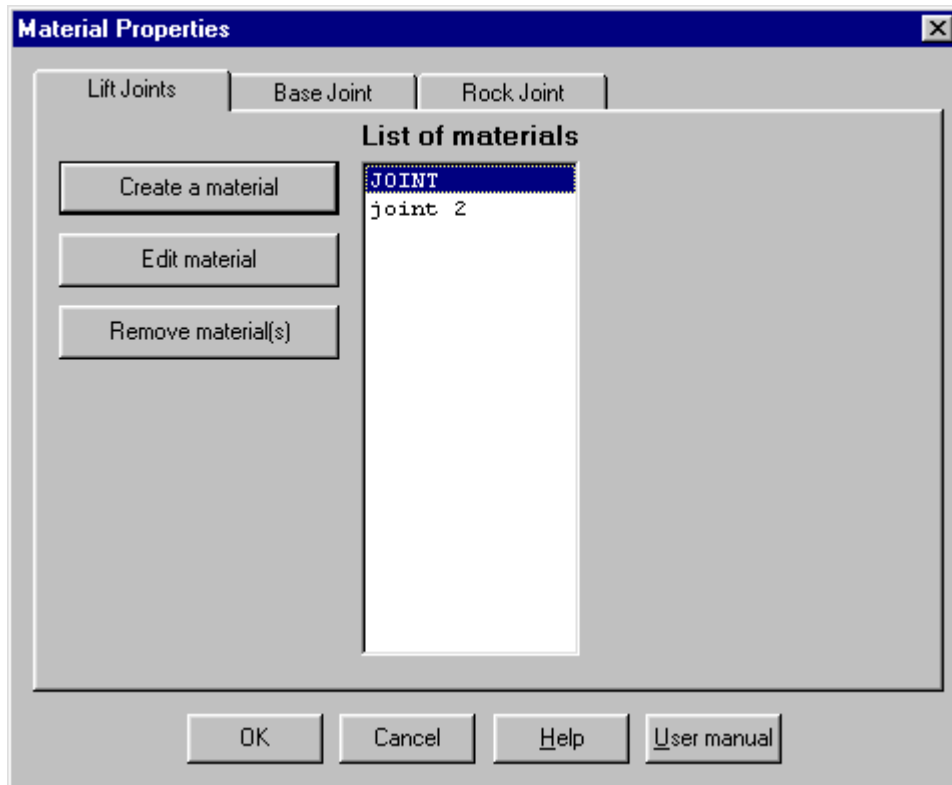 Material Properties
Lift Joints Base Joint Rock Joint
List of materials
Create a material
Edit material
Remove material(s)
JOINT
joint 2
OK Cancel Help User manual